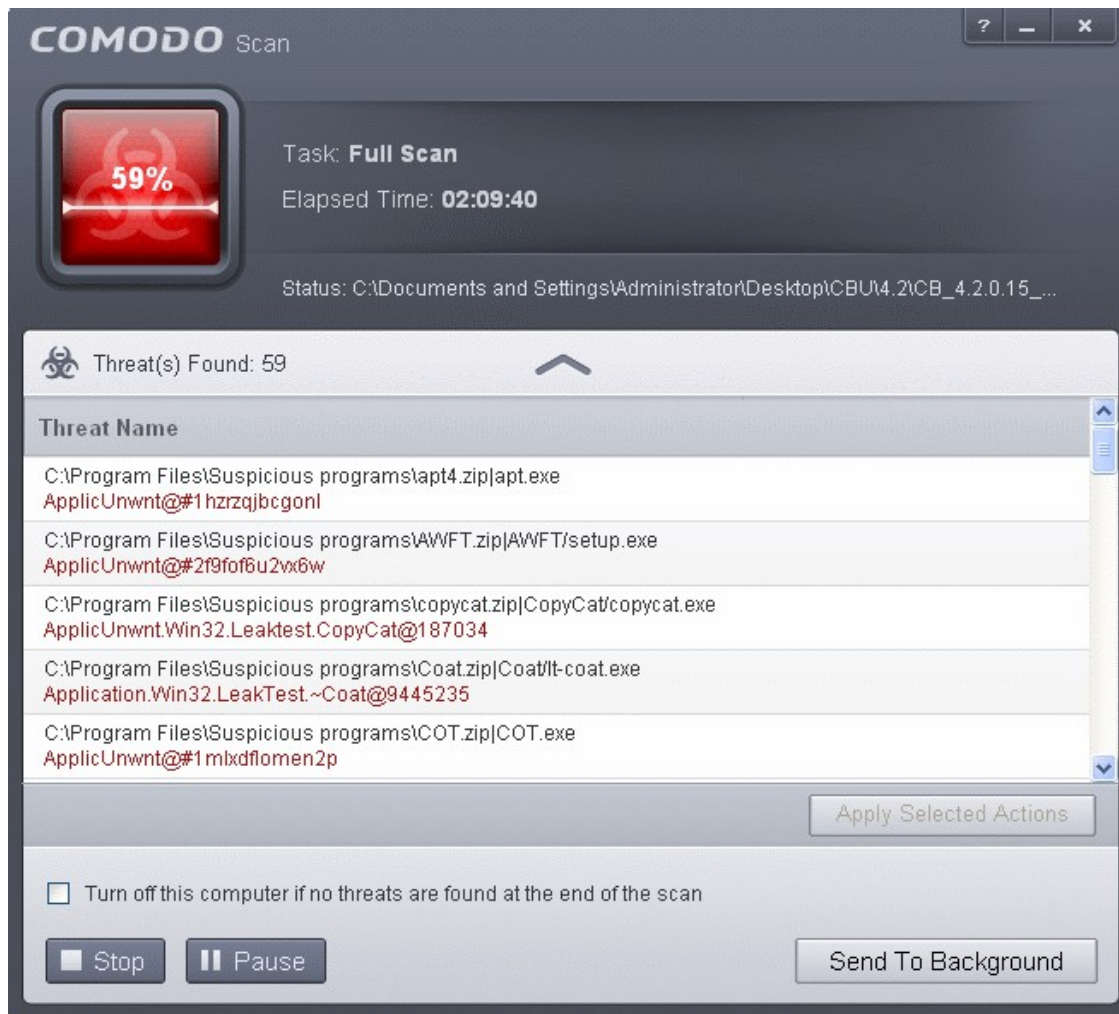 COMODO Scan
?
59%
Task: Full Scan
Elapsed Time: 02:09:40
Status: C:\Documents and Settings\Administrator\Desktop\CBU\4.2\CB_4.2.0.15_...
Threat(s) Found: 59
Threat Name
C:\Program Files\Suspicious programs\apt4.zip|apt.exe
ApplicUnwnt@#1hzrzqjbcgonl
C:\Program Files\Suspicious programs\AWFT.zip|AWFT/setup.exe
ApplicUnwnt@#2f9fof6u2vx6w
C:\Program Files\Suspicious programs\copycat.zip|CopyCat/copycat.exe
ApplicUnwnt.Win32.Leaktest.CopyCat@187034
C:\Program Files\Suspicious programs\Coat.zip|Coat/lt-coat.exe
Application.Win32.LeakTest.~Coat@9445235
C:\Program Files\Suspicious programs\COT.zip|COT.exe
ApplicUnwnt@#1mlxdflomen2p
Apply Selected Actions
Turn off this computer if no threats are found at the end of the scan
Stop
Pause
Send To Background